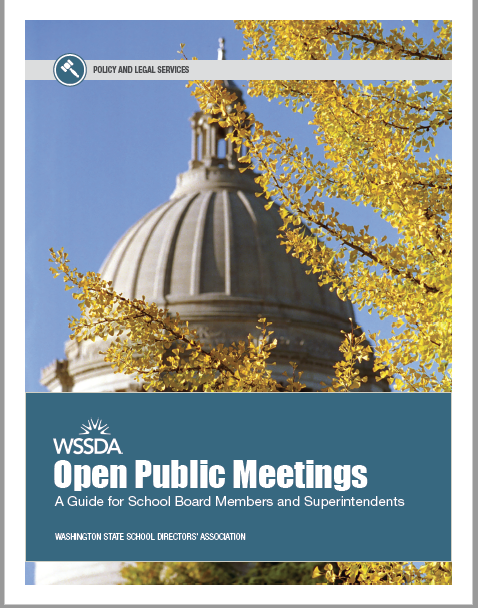 POLICY AND LEGAL SERVICES
WSSDA
Open Public Meetings
A Guide for School Board Members and Superintendents
WASHINGTON STATE SCHOOL DIRECTORS' ASSOCIATION